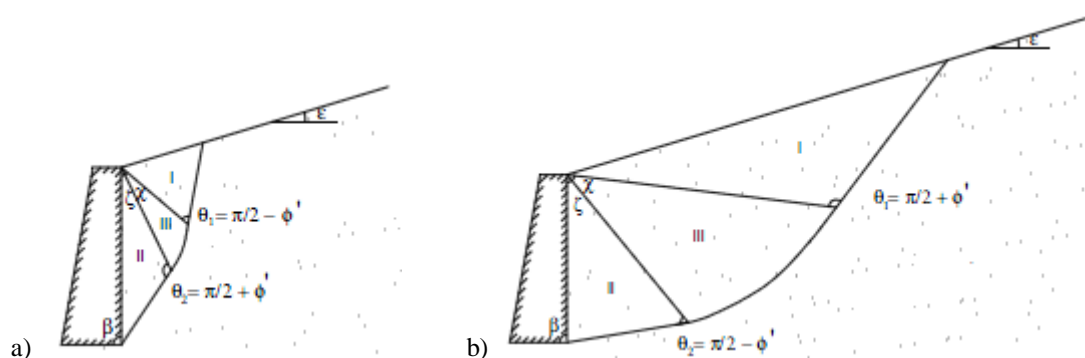 a)
ε
I
χ
ζ
θ₁= π/2 − ϕ'
III
II
θ₂= π/2 + ϕ'
β
b)
ε
I
χ
ζ
θ₁= π/2 + ϕ'
III
II
β
θ₂= π/2 − ϕ'